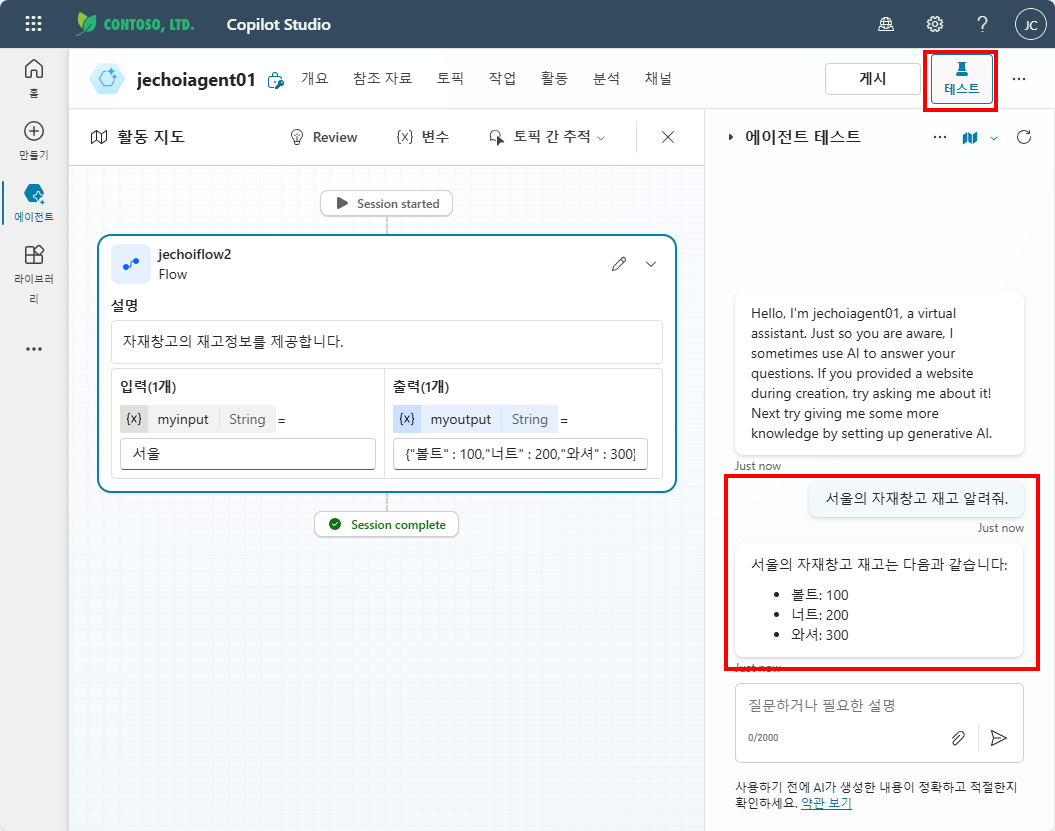 CONTOSO, LTD. Copilot Studio JC
홈
만들기
에이전트
라이브러
리
jechoiagent01 개요 참조 자료 토픽 작업 활동 분석 채널 게시 테스트
활동 지도 Review {x} 변수 토픽 간 추적
Session started
jechoiflow2
Flow
설명
자재창고의 재고정보를 제공합니다.
입력(1개) 출력(1개)
{x} myinput String = {x} myoutput String =
서울 {"볼트" : 100,"너트" : 200,"와셔" : 300}
Session complete
에이전트 테스트
Hello, I'm jechoiagent01, a virtual
assistant. Just so you are aware, I
sometimes use AI to answer your
questions. If you provided a website
during creation, try asking me about it!
Next try giving me some more
knowledge by setting up generative AI.
Just now
서울의 자재창고 재고 알려줘.
Just now
서울의 자재창고 재고는 다음과 같습니다:
• 볼트: 100
• 너트: 200
• 와셔: 300
Just now
질문하거나 필요한 설명
0/2000
사용하기 전에 AI가 생성한 내용이 정확하고 적절한지
확인하세요. 약관 보기